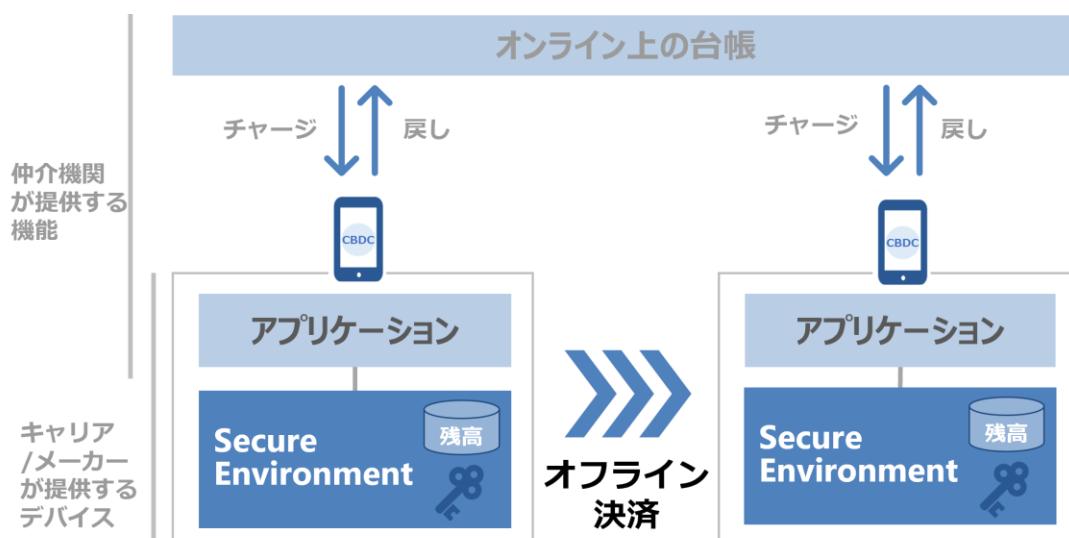 オンライン上の台帳
チャージ
戻し
チャージ
戻し
仲介機関
が提供する
機能
CBDC
CBDC
アプリケーション
アプリケーション
Secure
Environment
残高
Secure
Environment
残高
オフライン
決済
キャリア
/メーカー
が提供する
デバイス